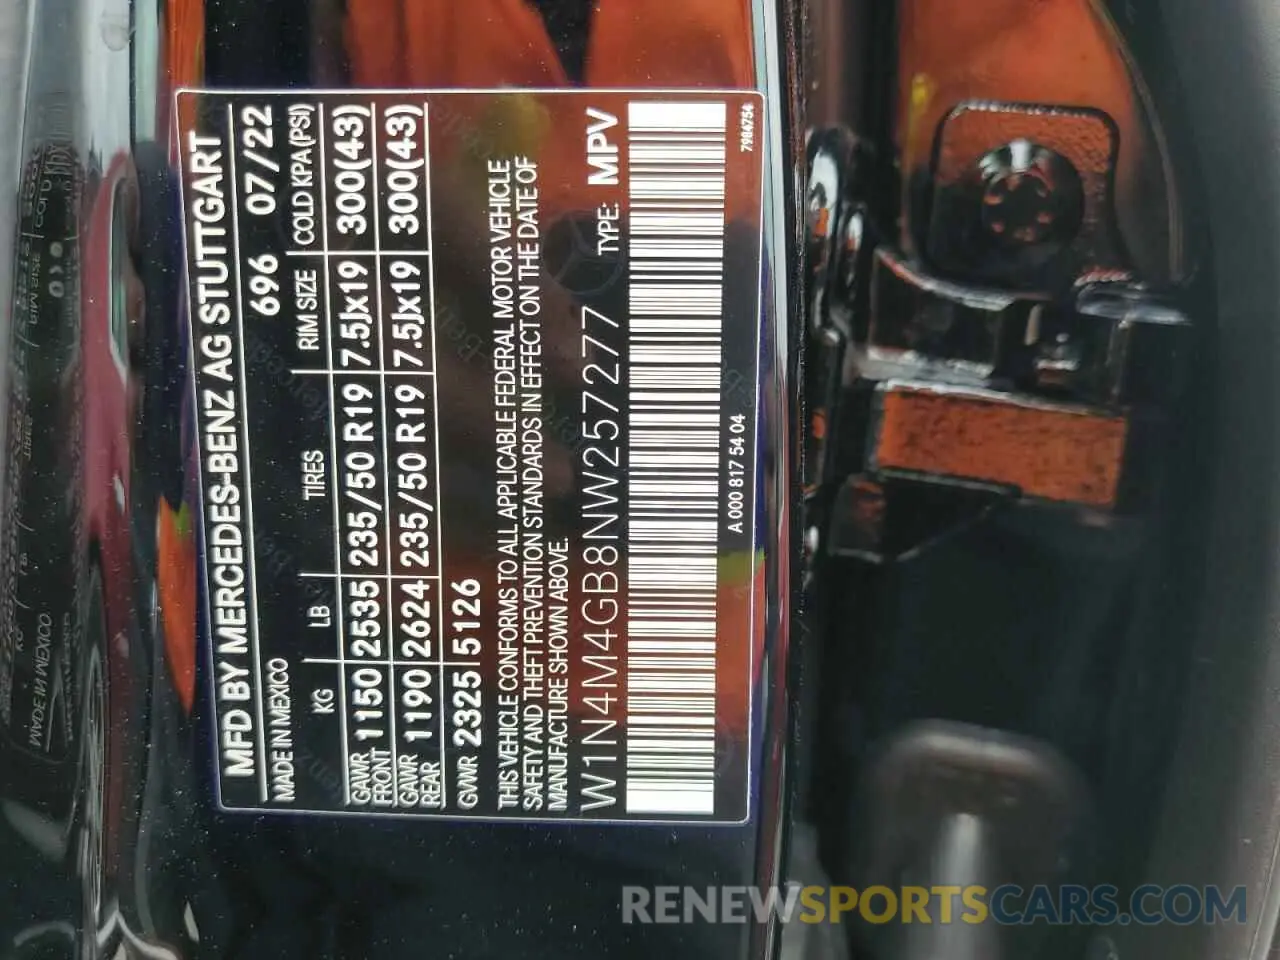 MFD BY MERCEDES-BENZ AG STUTTGART
MADE IN MEXICO 696 07/22
KG LB TIRES RIM SIZE COLD KPA(PSI)
GAWR FRONT 1150 2535 235/50 R19 7.5Jx19 300(43)
GAWR REAR 1190 2624 235/50 R19 7.5Jx19 300(43)
GVWR 2325 5126
THIS VEHICLE CONFORMS TO ALL APPLICABLE FEDERAL MOTOR VEHICLE
SAFETY AND THEFT PREVENTION STANDARDS IN EFFECT ON THE DATE OF
MANUFACTURE SHOWN ABOVE.
W1N4M4GB8NW257277 TYPE: MPV
A 000 817 54 04
7984754
RENEWSPORTSCARS.COM